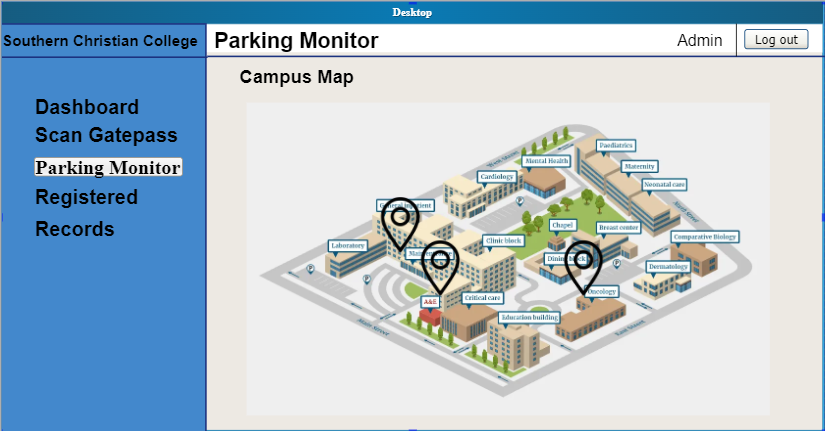 Desktop
Southern Christian College
Parking Monitor
Admin
Log out
Campus Map
Dashboard
Scan Gatepass
Parking Monitor
Registered
Records
Paediatrics
Mental Health
Maternity
Cardiology
Neonatal care
General inpatient
Chapel
Breast center
Clinic block
Comparative Biology
Laboratory
Dining block
Dermatology
A&E
Critical care
Oncology
Education building
P
P
P
P